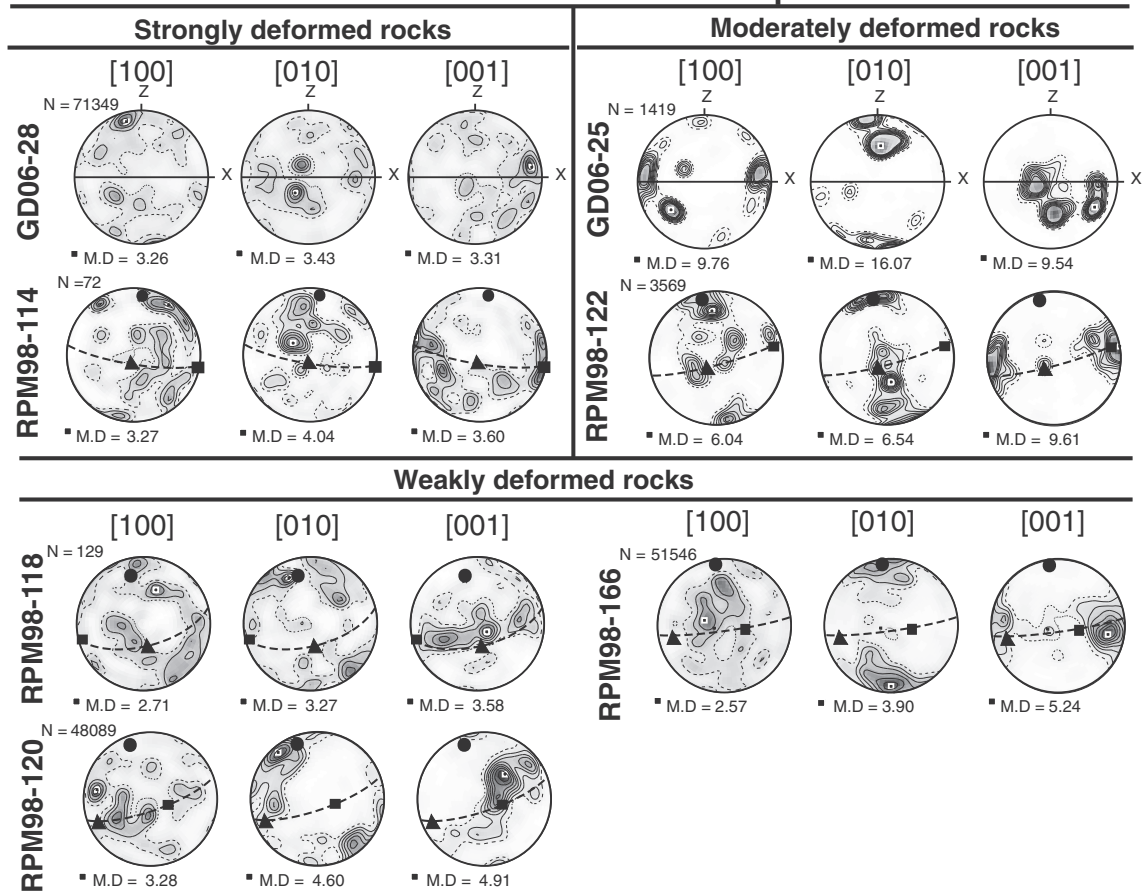 Strongly deformed rocks
[100] [010] [001]
Z Z Z
N = 71349
GD06-28
X X X
M.D = 3.26 M.D = 3.43 M.D = 3.31
N =72
RPM98-114
M.D = 3.27 M.D = 4.04 M.D = 3.60
Moderately deformed rocks
[100] [010] [001]
Z Z Z
N = 1419
GD06-25
X X X
M.D = 9.76 M.D = 16.07 M.D = 9.54
N = 3569
RPM98-122
M.D = 6.04 M.D = 6.54 M.D = 9.61
Weakly deformed rocks
[100] [010] [001]
N = 129
RPM98-118
M.D = 2.71 M.D = 3.27 M.D = 3.58
N = 48089
RPM98-120
M.D = 3.28 M.D = 4.60 M.D = 4.91
[100] [010] [001]
N = 51546
RPM98-166
M.D = 2.57 M.D = 3.90 M.D = 5.24